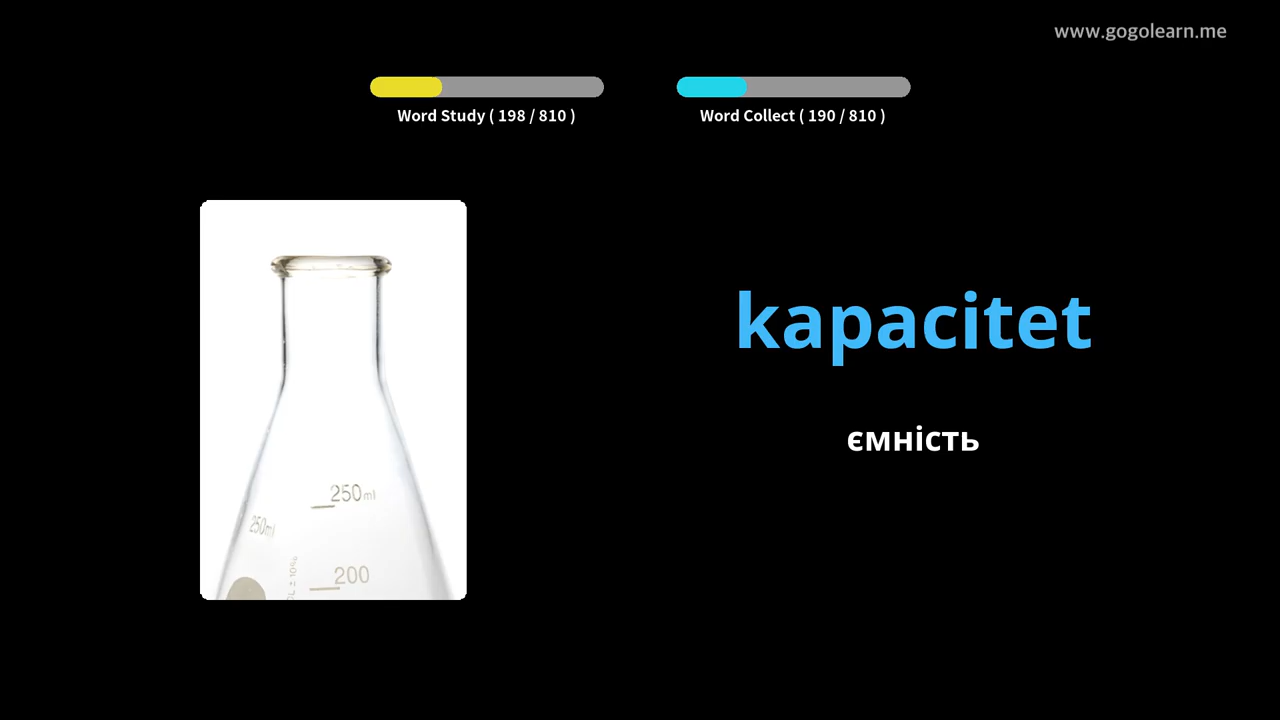 www.gogolearn.me
Word Study ( 198 / 810 )
Word Collect ( 190 / 810 )
kapacitet
ємність
250ml
250ml
200